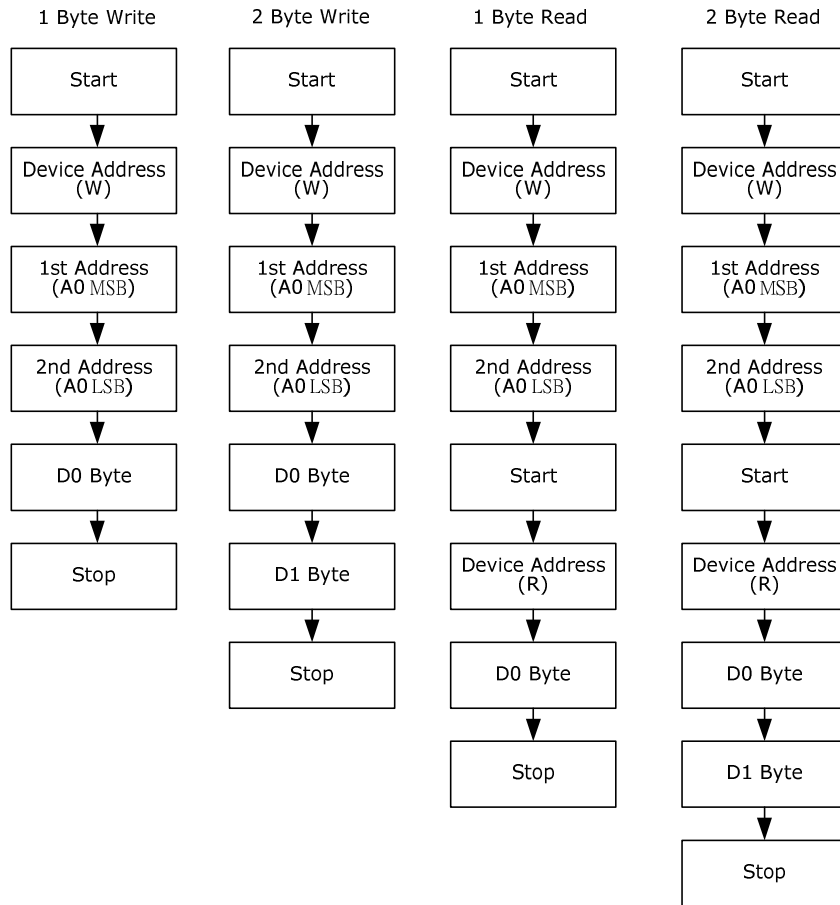 1 Byte Write
Start
Device Address
(W)
1st Address
(A0 MSB)
2nd Address
(A0 LSB)
D0 Byte
Stop
2 Byte Write
Start
Device Address
(W)
1st Address
(A0 MSB)
2nd Address
(A0 LSB)
D0 Byte
D1 Byte
Stop
1 Byte Read
Start
Device Address
(W)
1st Address
(A0 MSB)
2nd Address
(A0 LSB)
Start
Device Address
(R)
D0 Byte
Stop
2 Byte Read
Start
Device Address
(W)
1st Address
(A0 MSB)
2nd Address
(A0 LSB)
Start
Device Address
(R)
D0 Byte
D1 Byte
Stop